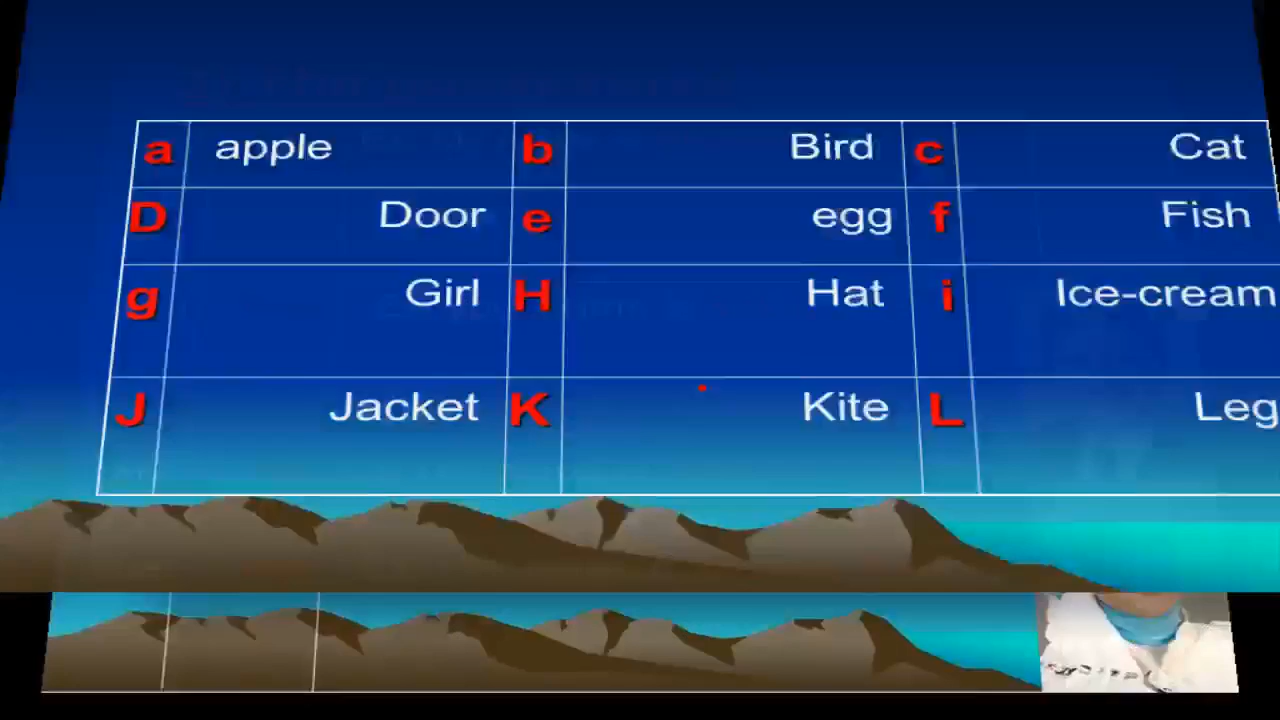 a apple b Bird c Cat
D Door e egg f Fish
g Girl H Hat i Ice-cream
J Jacket K Kite L Leg